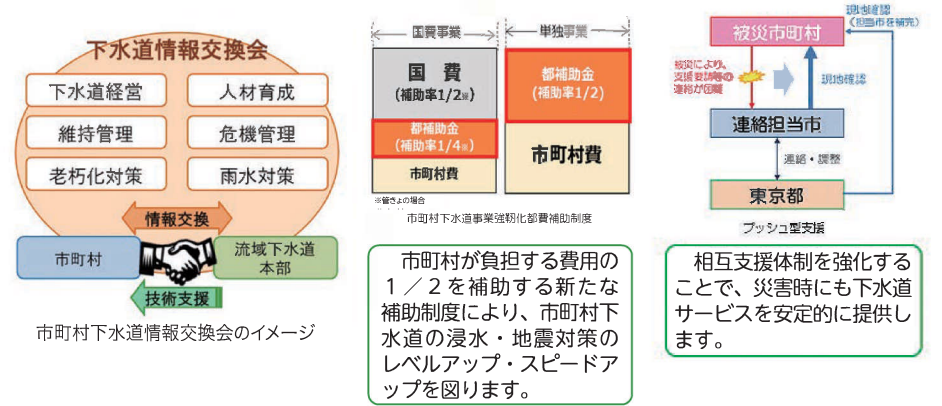 下水道情報交換会
下水道経営
人材育成
維持管理
危機管理
老朽化対策
雨水対策
情報交換
市町村
流域下水道
本部
技術支援
市町村下水道情報交換会のイメージ
国費事業
単独事業
国費
(補助率1/2※)
都補助金
(補助率1/4※)
市町村費
都補助金
(補助率1/2)
市町村費
※管きょの場合
市町村下水道事業強靱化都費補助制度
市町村が負担する費用の
1/2を補助する新たな
補助制度により、市町村下
水道の浸水・地震対策の
レベルアップ・スピードア
ップを図ります。
現地確認
(担当市を補完)
被災市町村
被災により、
支援要請等の
連絡が困難
現地確認
連絡担当市
連絡・調整
東京都
プッシュ型支援
相互支援体制を強化する
ことで、災害時にも下水道
サービスを安定的に提供し
ます。